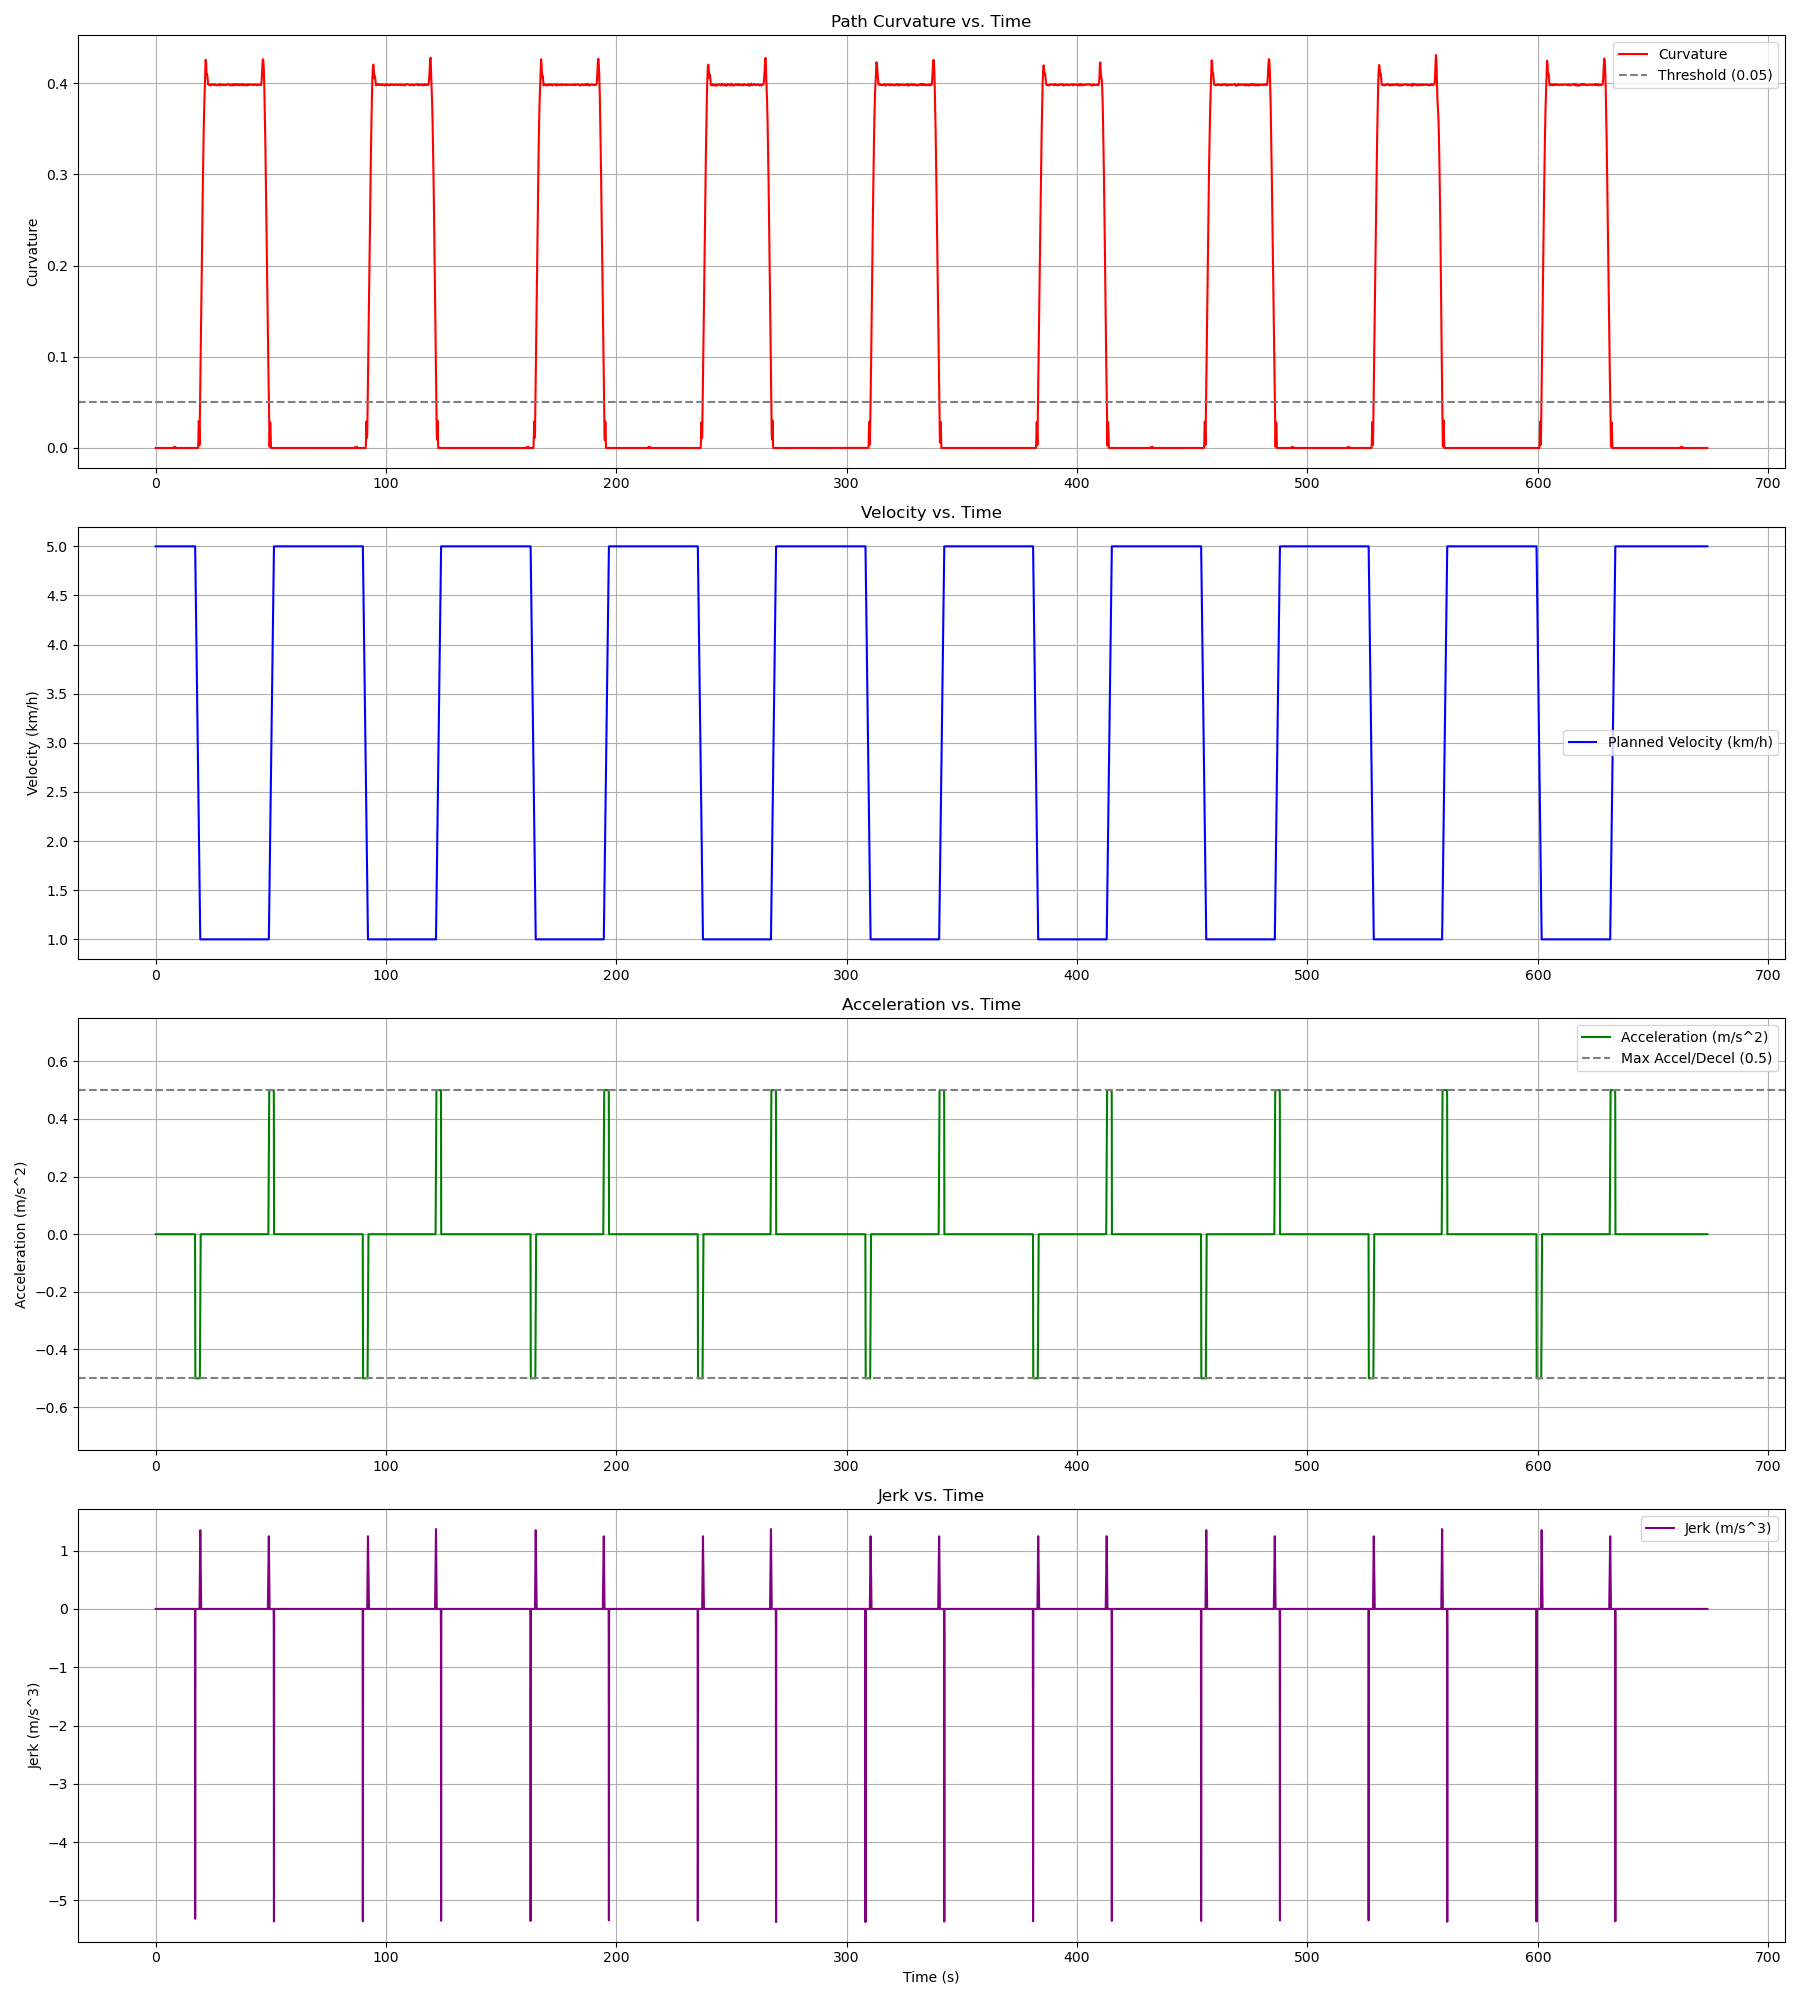 Path Curvature vs. Time
Curvature
0.4
0.3
0.2
0.1
0.0
Curvature
Threshold (0.05)
0 100 200 300 400 500 600 700
Velocity vs. Time
Velocity (km/h)
5.0
4.5
4.0
3.5
3.0
2.5
2.0
1.5
1.0
Planned Velocity (km/h)
0 100 200 300 400 500 600 700
Acceleration vs. Time
Acceleration (m/s^2)
0.6
0.4
0.2
0.0
−0.2
−0.4
−0.6
Acceleration (m/s^2)
Max Accel/Decel (0.5)
0 100 200 300 400 500 600 700
Jerk vs. Time
Jerk (m/s^3)
1
0
−1
−2
−3
−4
−5
Jerk (m/s^3)
0 100 200 300 400 500 600 700
Time (s)